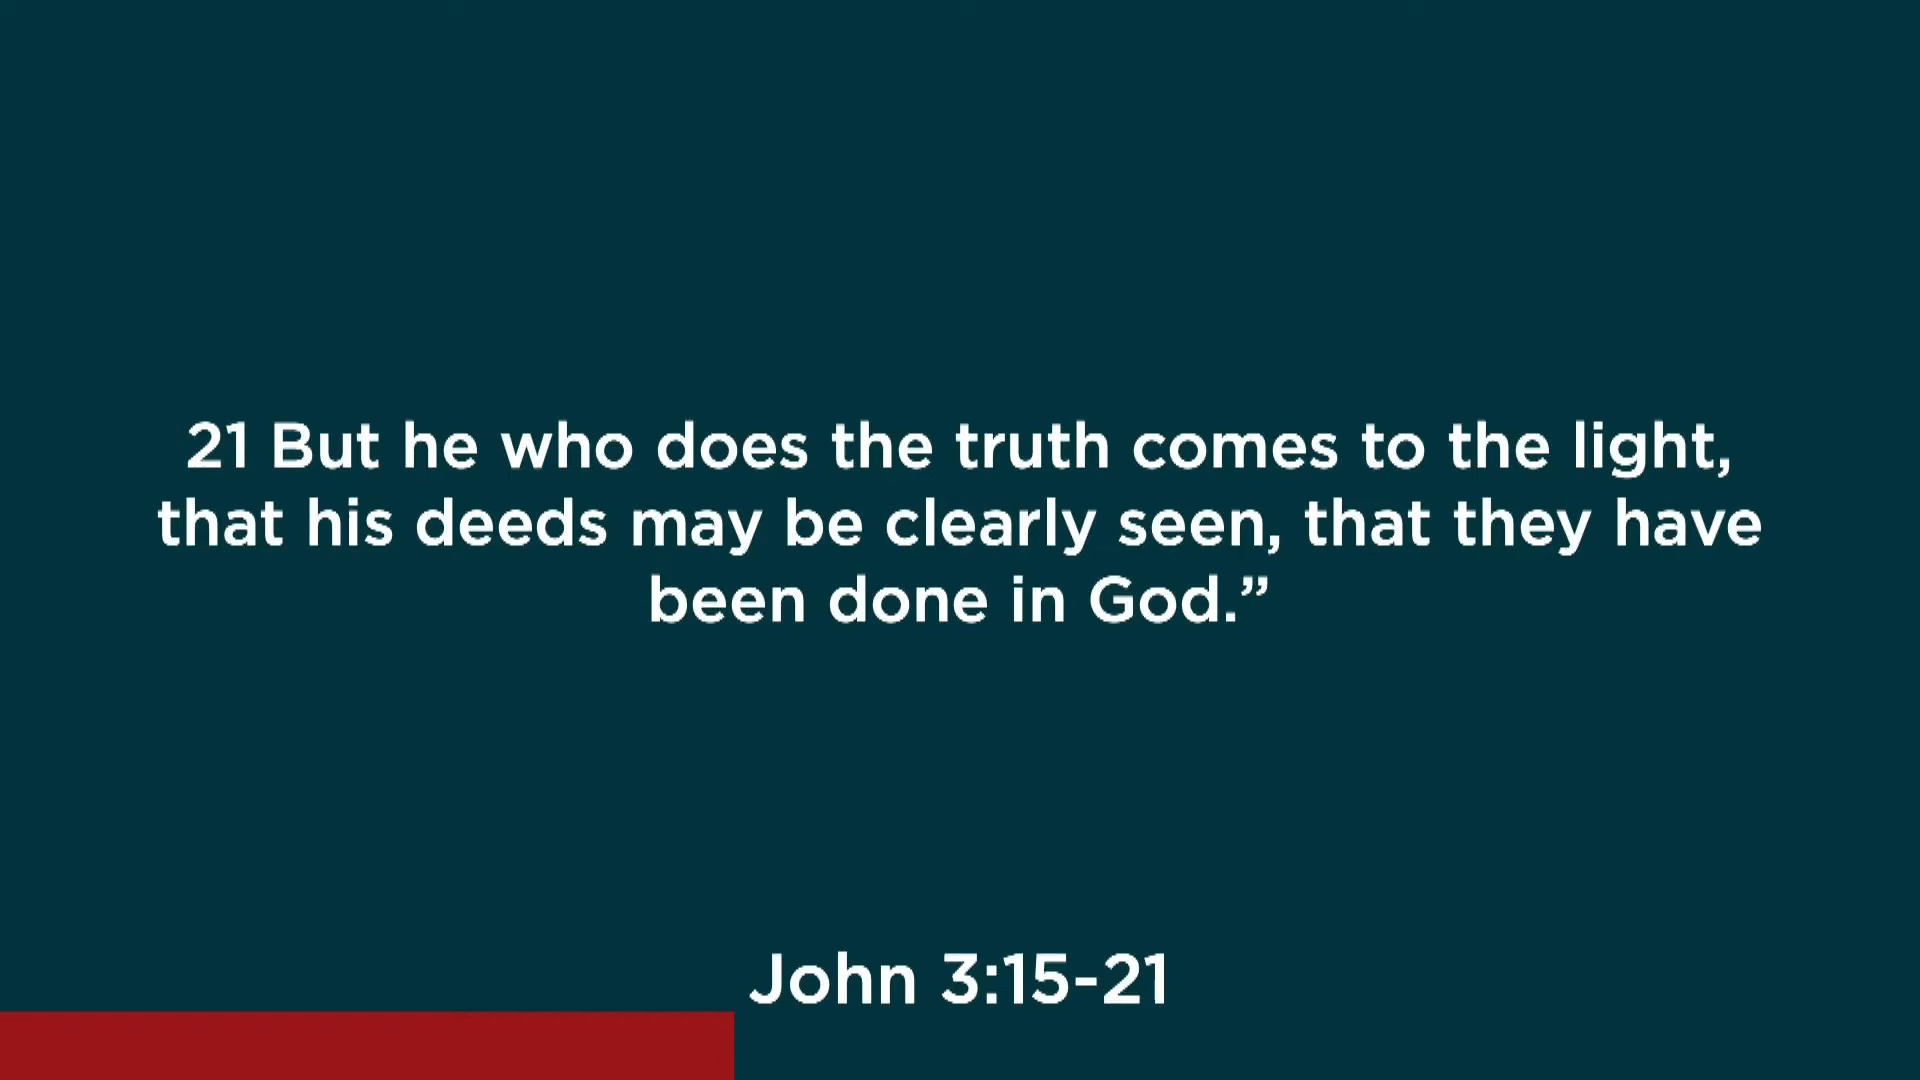 21 But he who does the truth comes to the light,
that his deeds may be clearly seen, that they have
been done in God.”
John 3:15-21